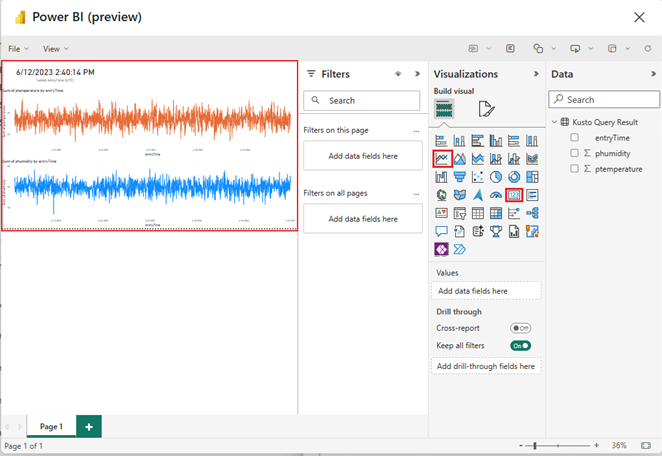 Power BI (preview)
File
View
6/12/2023 2:40:14 PM
Latest entryTime (UTC)
Sum of ptemperature by entryTime
entryTime
Sum of phumidity by entryTime
entryTime
Filters
Search
Filters on this page
...
Add data fields here
Filters on all pages
...
Add data fields here
Visualizations
Build visual
123
...
Values
Add data fields here
Drill through
Cross-report
Off
Keep all filters
On
Add drill-through fields here
Data
Search
Kusto Query Result
entryTime
∑ phumidity
∑ ptemperature
Page 1
+
Page 1 of 1
- + 36%